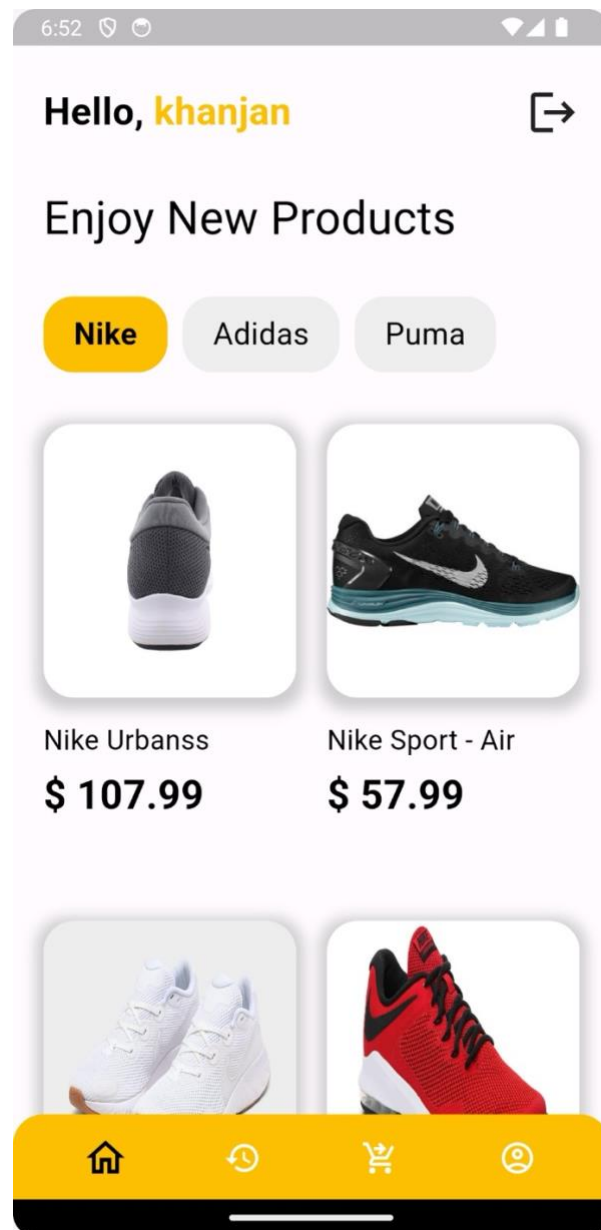 6:52
Hello, khanjan
Enjoy New Products
Nike
Adidas
Puma
Nike Urbanss
Nike Sport - Air
$ 107.99
$ 57.99